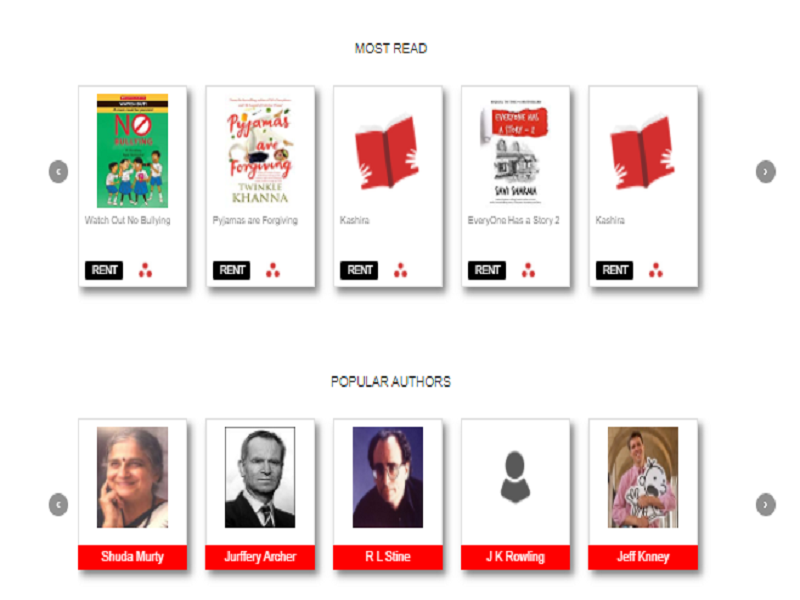 MOST READ
NO
BULLYING
Pyjamas
are
Forgiving
TWINKLE
KHANNA
EVERYONE HAS
A STORY - 2
SAVI SHARMA
Watch Out No Bullying
Pyjamas are Forgiving
Kashira
EveryOne Has a Story 2
Kashira
RENT
RENT
RENT
RENT
RENT
POPULAR AUTHORS
Shuda Murty
Jurffery Archer
R L Stine
J K Rowling
Jeff Knney